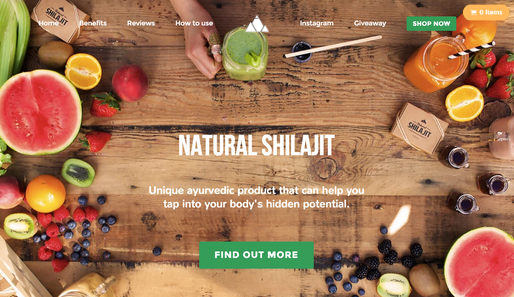 Home
Benefits
Reviews
How to use
Instagram
Giveaway
SHOP NOW
0 Items
NATURAL SHILAJIT
Unique ayurvedic product that can help you
tap into your body's hidden potential.
FIND OUT MORE
SHILAJIT
SHILAJIT